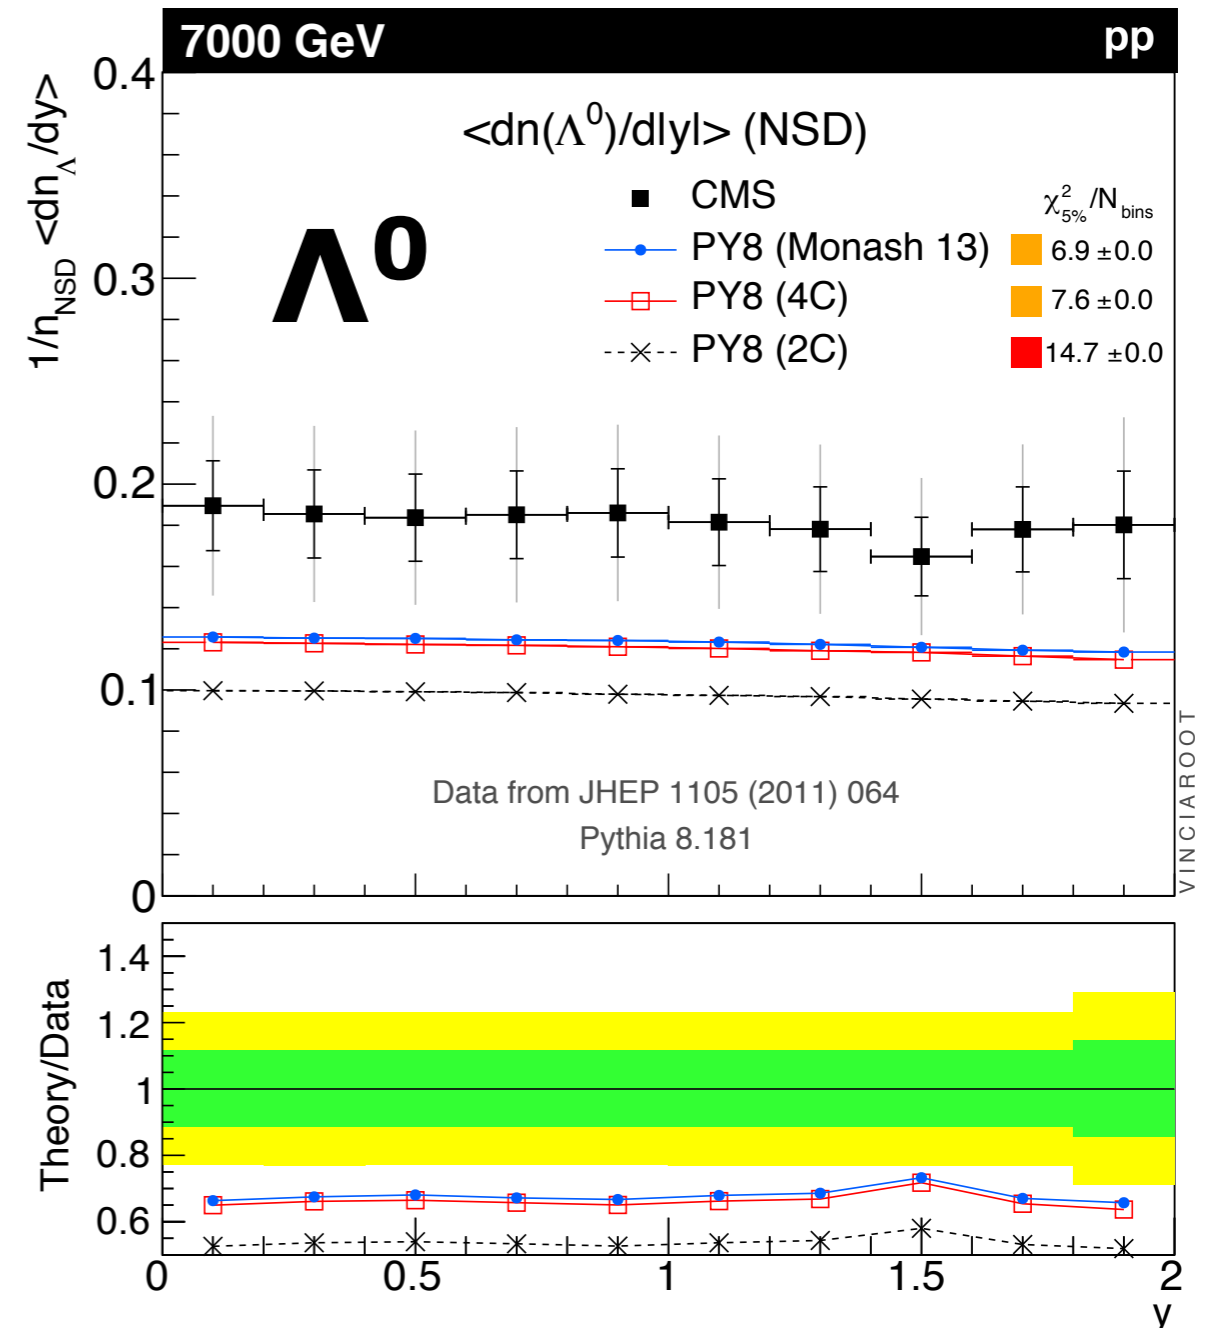 7000 GeV pp
1/n_NSD <dn_Λ/dy>
<dn(Λ⁰)/d|y|> (NSD)
Λ⁰
CMS
PY8 (Monash 13)
PY8 (4C)
PY8 (2C)
χ²_5%/N_bins
6.9 ±0.0
7.6 ±0.0
14.7 ±0.0
0.4
0.3
0.2
0.1
0
Data from JHEP 1105 (2011) 064
Pythia 8.181
VINCIAROOT
Theory/Data
1.4
1.2
1
0.8
0.6
0 0.5 1 1.5 2
y